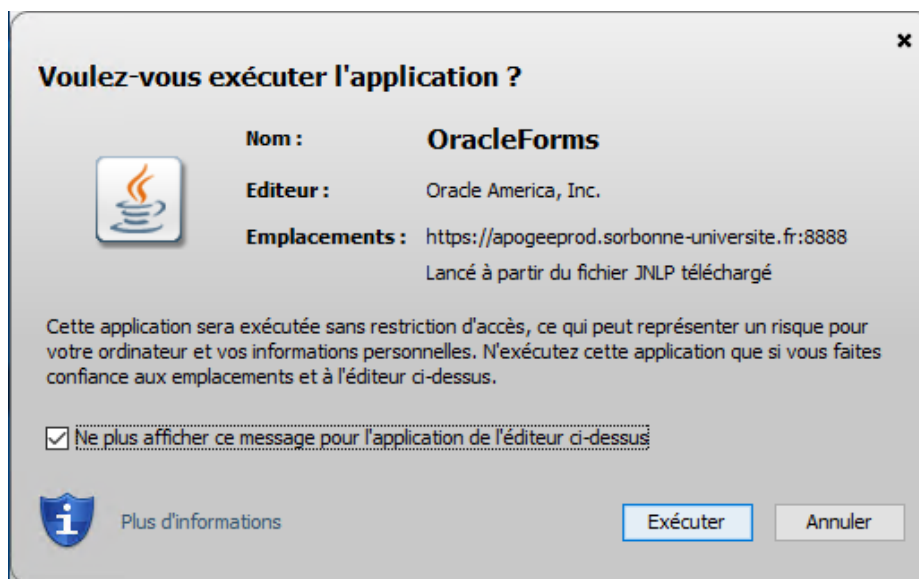 Voulez-vous exécuter l'application ?
Nom : OracleForms
Editeur : Oracle America, Inc.
Emplacements : https://apogeeprod.sorbonne-universite.fr:8888
Lancé à partir du fichier JNLP téléchargé
Cette application sera exécutée sans restriction d'accès, ce qui peut représenter un risque pour
votre ordinateur et vos informations personnelles. N'exécutez cette application que si vous faites
confiance aux emplacements et à l'éditeur ci-dessus.
Ne plus afficher ce message pour l'application de l'éditeur ci-dessus
Plus d'informations
Exécuter
Annuler